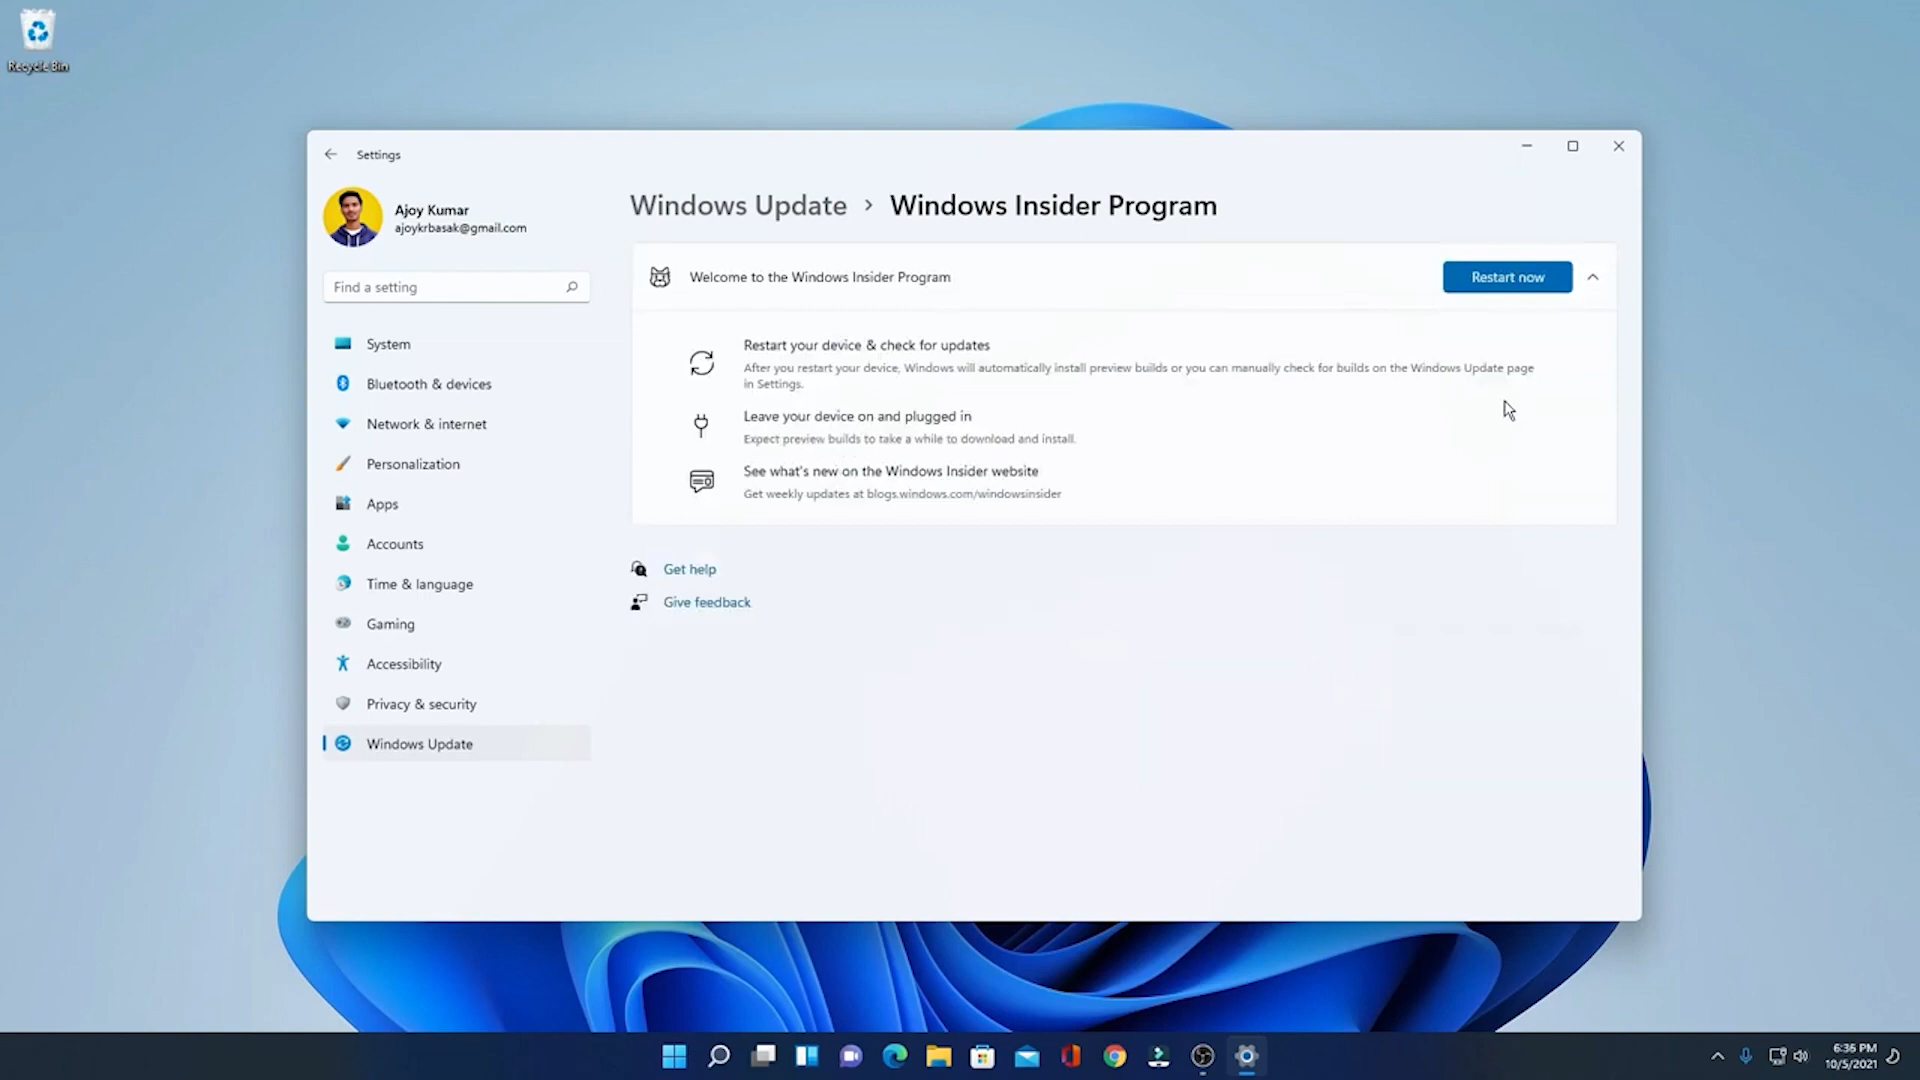 Recycle Bin
Settings
Ajoy Kumar
ajoykrbasak@gmail.com
Find a setting
System
Bluetooth & devices
Network & internet
Personalization
Apps
Accounts
Time & language
Gaming
Accessibility
Privacy & security
Windows Update
Windows Update > Windows Insider Program
Welcome to the Windows Insider Program
Restart now
Restart your device & check for updates
After you restart your device, Windows will automatically install preview builds or you can manually check for builds on the Windows Update page
in Settings.
Leave your device on and plugged in
Expect preview builds to take a while to download and install.
See what's new on the Windows Insider website
Get weekly updates at blogs.windows.com/windowsinsider
Get help
Give feedback
6:35 PM
10/5/2021